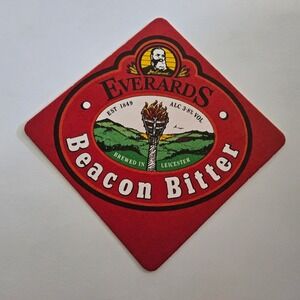 EVERARDS
EST 1849
ALC 3·8% VOL
BREWED IN LEICESTER
Beacon Bitter